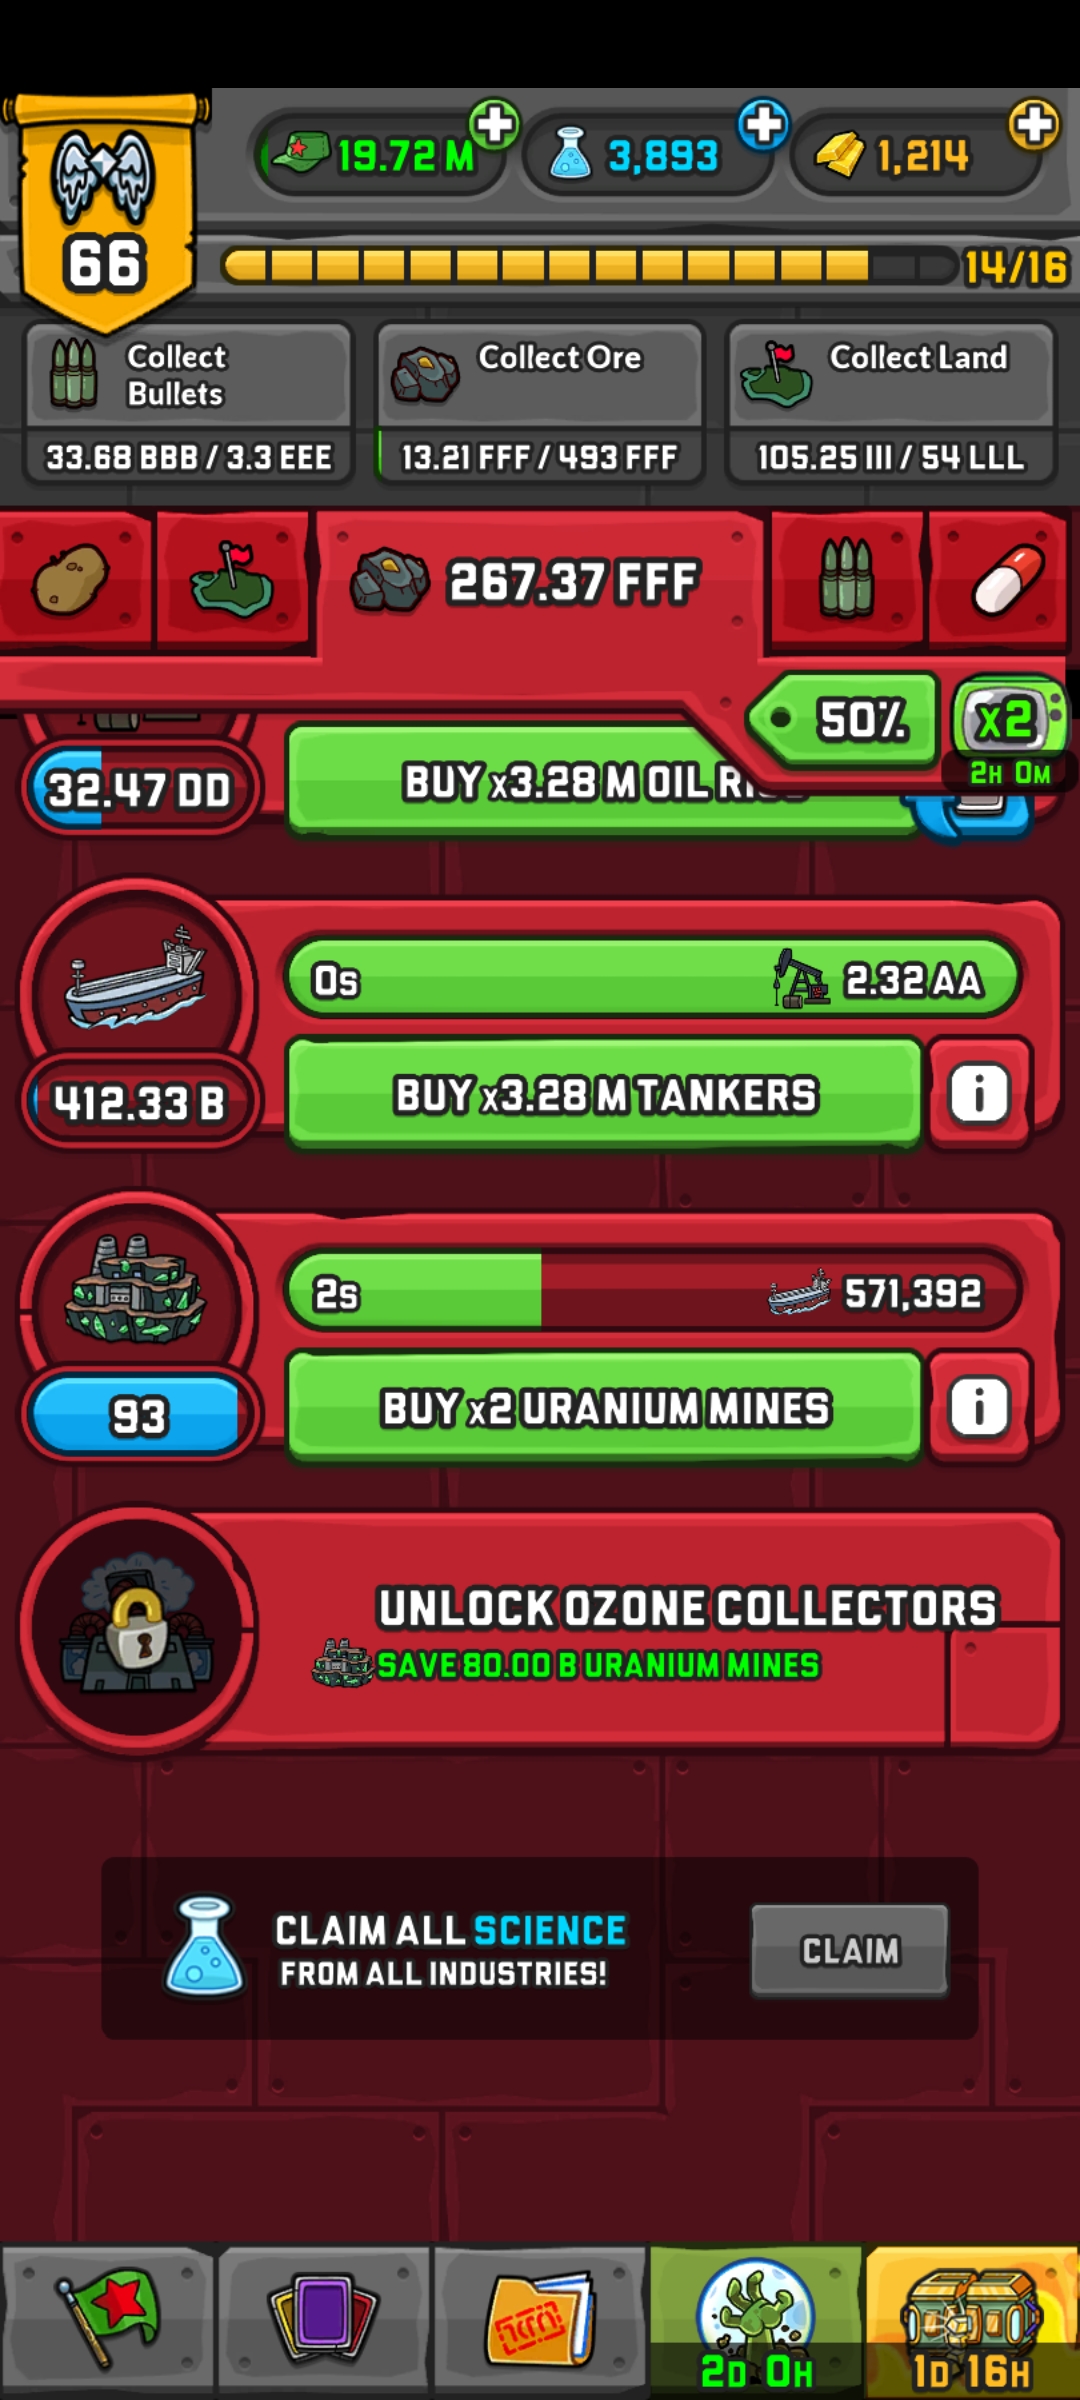 19.72 M
3,893
1,214
66
14/16
Collect
Bullets
33.68 BBB / 3.3 EEE
Collect Ore
13.21 FFF / 493 FFF
Collect Land
105.25 III / 54 LLL
267.37 FFF
50%
x2
2H 0M
32.47 DD
BUY x3.28 M OIL
0s
2.32 AA
412.33 B
BUY x3.28 M TANKERS
i
2s
571,392
93
BUY x2 URANIUM MINES
i
UNLOCK OZONE COLLECTORS
SAVE 80.00 B URANIUM MINES
CLAIM ALL SCIENCE
FROM ALL INDUSTRIES!
CLAIM
2D 0H
1D 16H